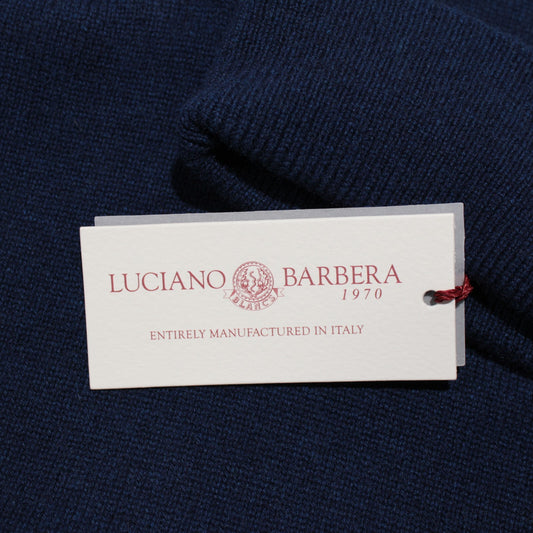 LUCIANO BARBERA
1970
ENTIRELY MANUFACTURED IN ITALY